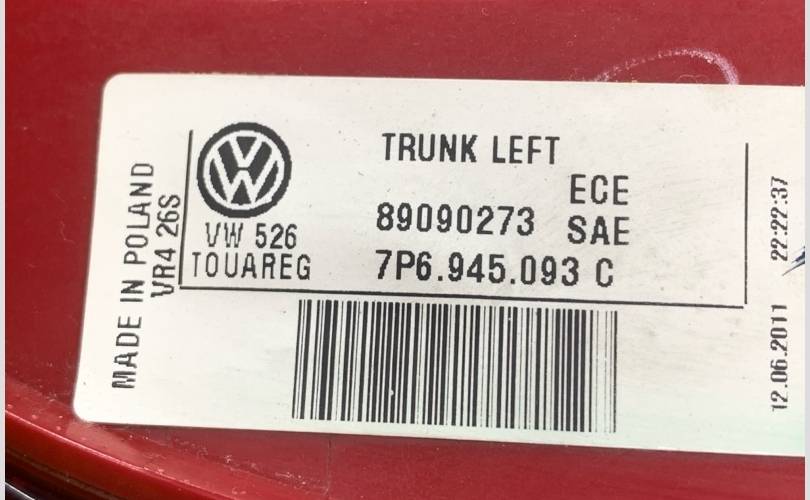 MADE IN POLAND
VR4 26S
VW 526
TOUAREG
TRUNK LEFT
ECE
89090273 SAE
7P6.945.093 C
12.06.2011 22:22:37